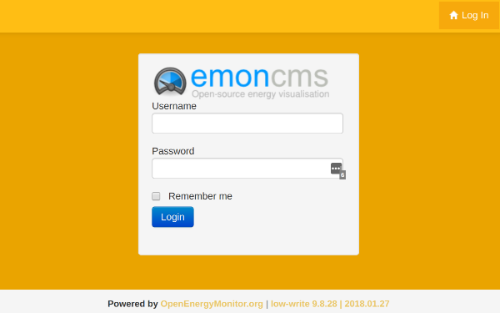 Log In
emoncms
Open-source energy visualisation
Username
Password
Remember me
Login
Powered by OpenEnergyMonitor.org | low-write 9.8.28 | 2018.01.27